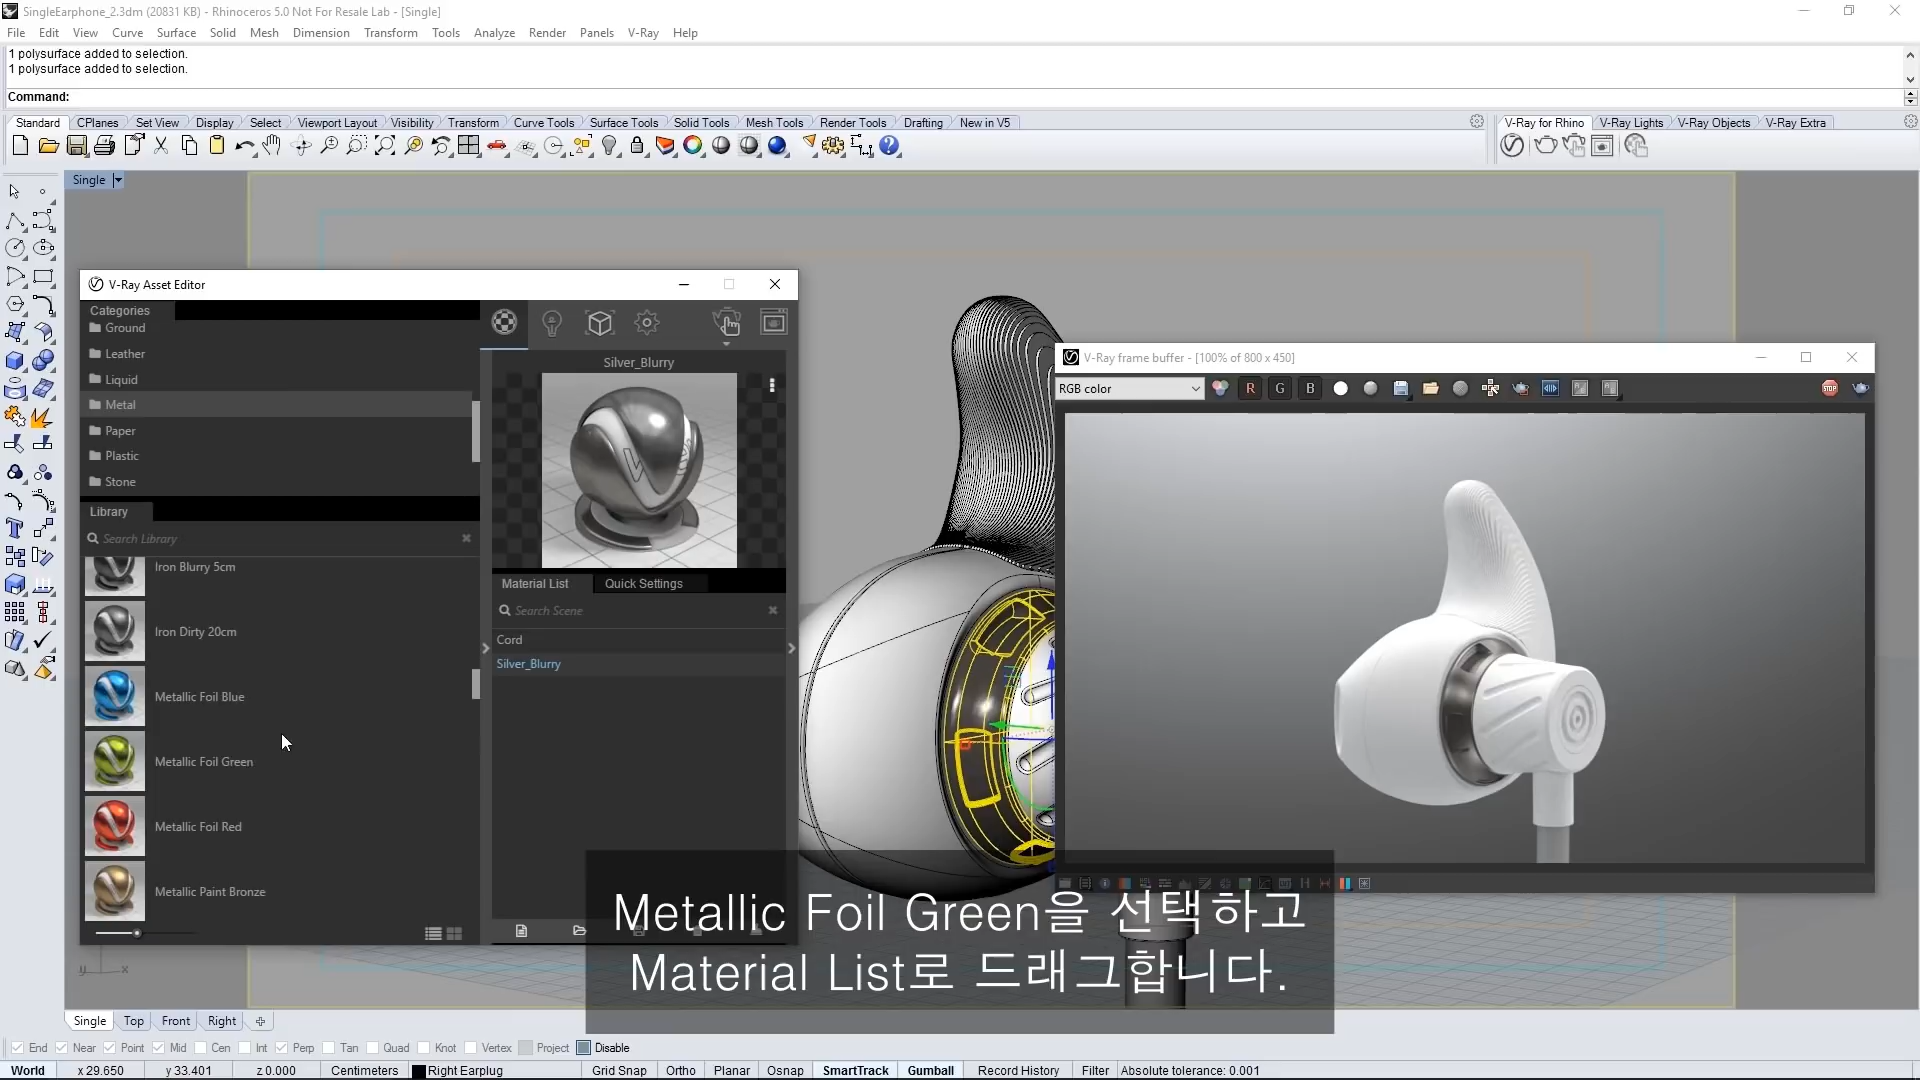 SingleEarphone_2.3dm (20831 KB) - Rhinoceros 5.0 Not For Resale Lab - [Single]
File Edit View Curve Surface Solid Mesh Dimension Transform Tools Analyze Render Panels V-Ray Help
1 polysurface added to selection.
1 polysurface added to selection.
Command:
Standard CPlanes Set View Display Select Viewport Layout Visibility Transform Curve Tools Surface Tools Solid Tools Mesh Tools Render Tools Drafting New in V5
V-Ray for Rhino V-Ray Lights V-Ray Objects V-Ray Extra
Single
V-Ray Asset Editor
Categories
Ground
Leather
Liquid
Metal
Paper
Plastic
Stone
Library
Search Library
Iron Blurry 5cm
Iron Dirty 20cm
Metallic Foil Blue
Metallic Foil Green
Metallic Foil Red
Metallic Paint Bronze
Silver_Blurry
Material List Quick Settings
Search Scene
Cord
Silver_Blurry
V-Ray frame buffer - [100% of 800 x 450]
RGB color
R G B
STOP
Metallic Foil Green을 선택하고
Material List로 드래그합니다.
y x
Single Top Front Right
End Near Point Mid Cen Int Perp Tan Quad Knot Vertex Project Disable
World x 29.650 y 33.401 z 0.000 Centimeters Right Earplug Grid Snap Ortho Planar Osnap SmartTrack Gumball Record History Filter Absolute tolerance: 0.001